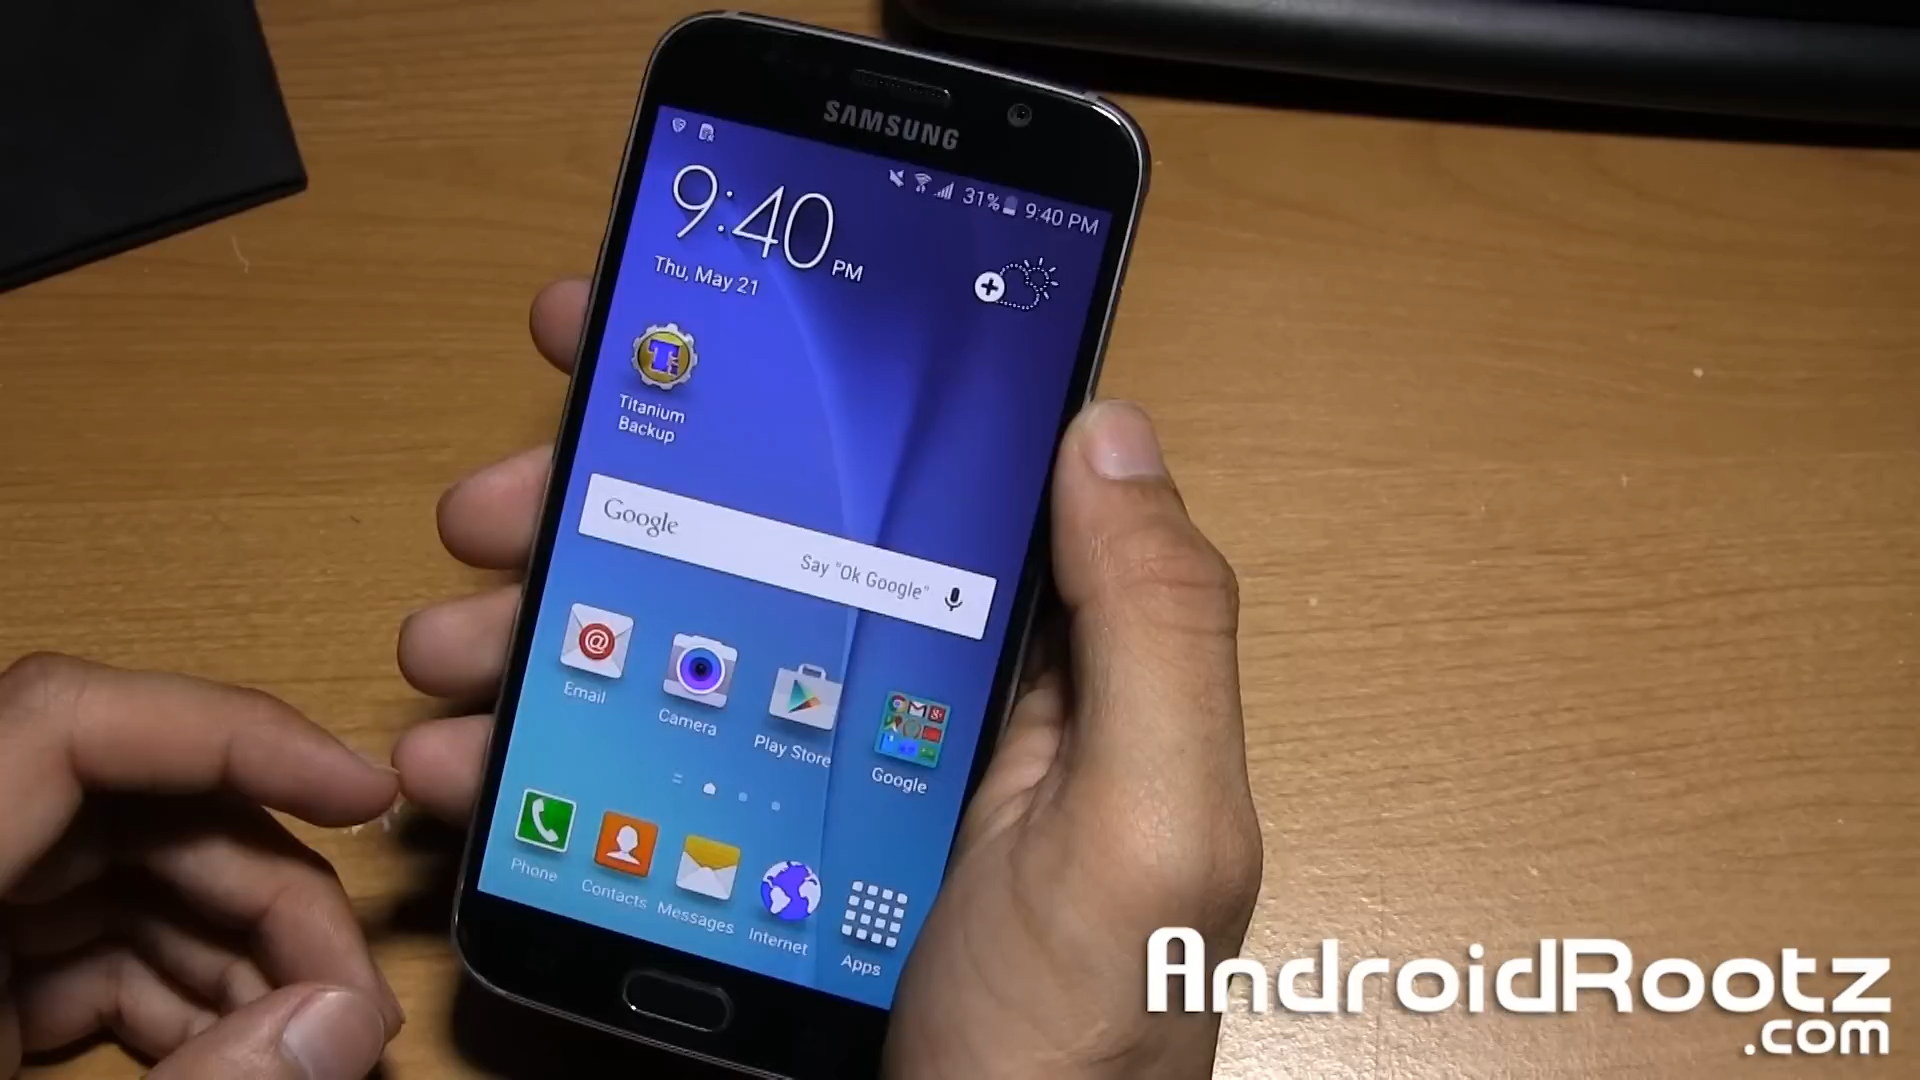 SAMSUNG
31% 9:40 PM
9:40 PM
Thu, May 21
Titanium
Backup
Google
Say "Ok Google"
Email
Camera
Play Store
Google
Phone
Contacts
Messages
Internet
Apps
AndroidRootz
.com